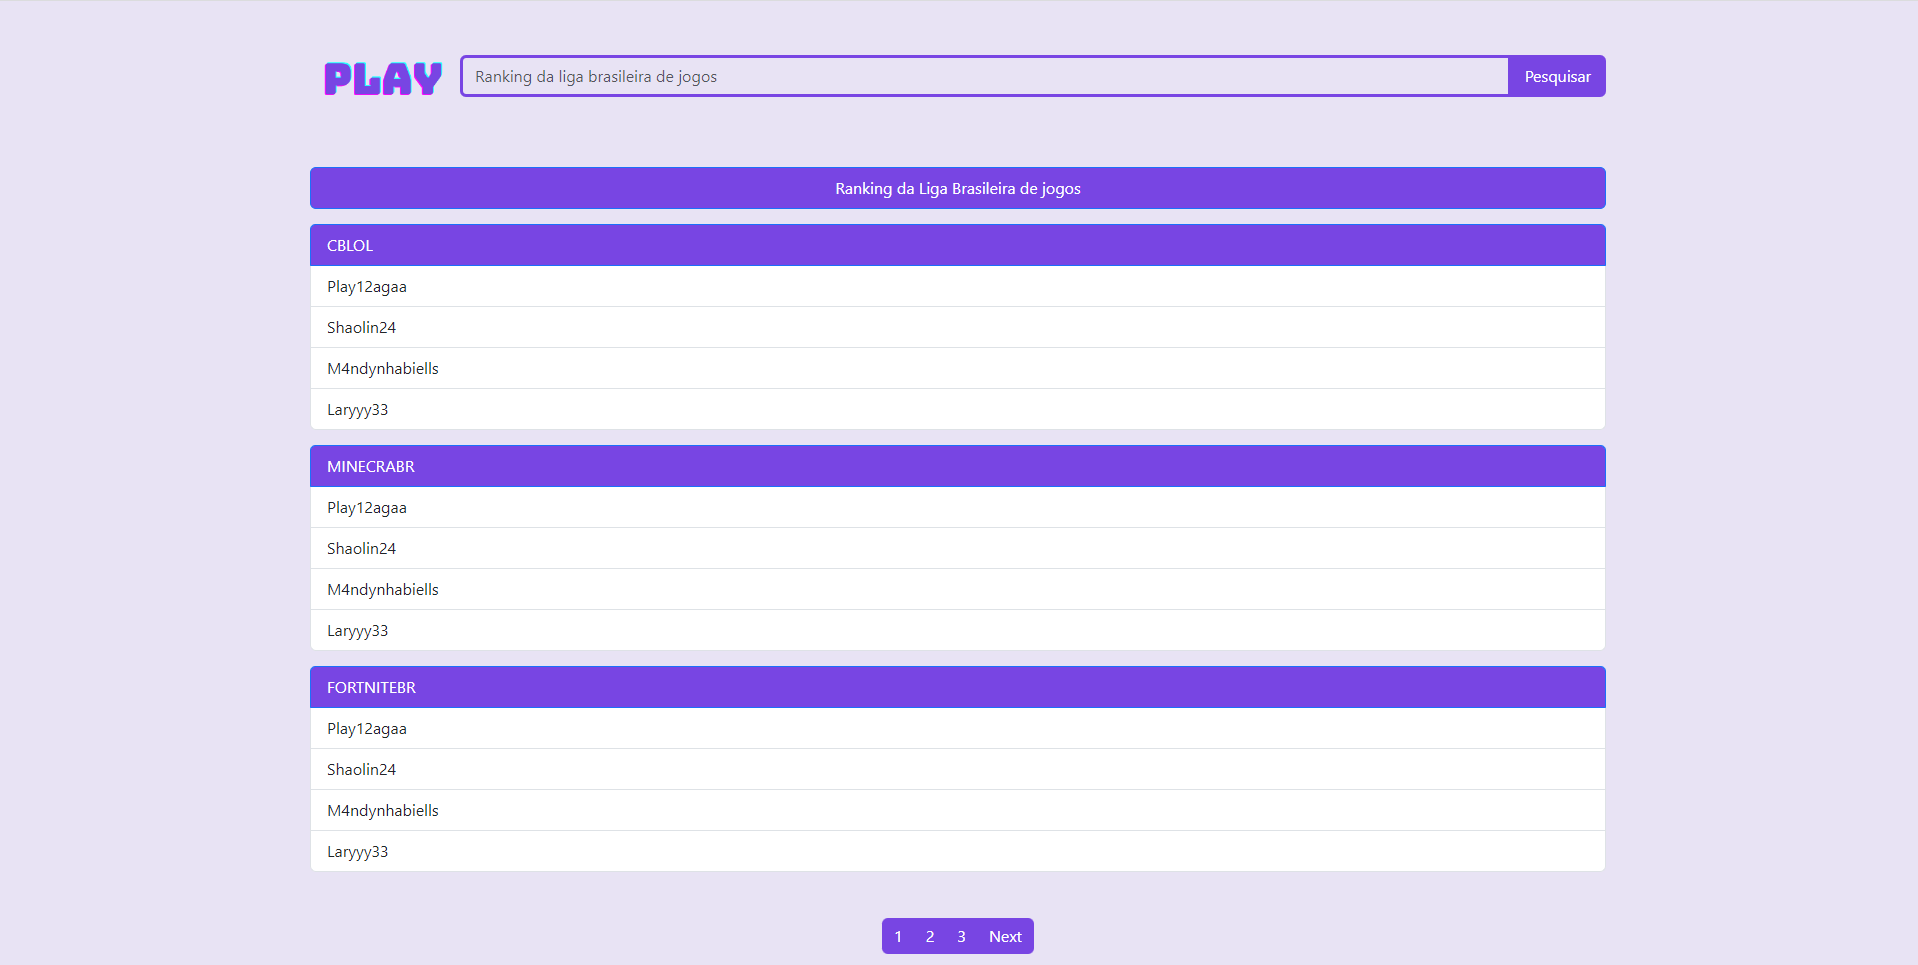 PLAY
Ranking da liga brasileira de jogos
Pesquisar
Ranking da Liga Brasileira de jogos
CBLOL
Play12agaa
Shaolin24
M4ndynhabiells
Laryyy33
MINECRABR
Play12agaa
Shaolin24
M4ndynhabiells
Laryyy33
FORTNITEBR
Play12agaa
Shaolin24
M4ndynhabiells
Laryyy33
1 2 3 Next